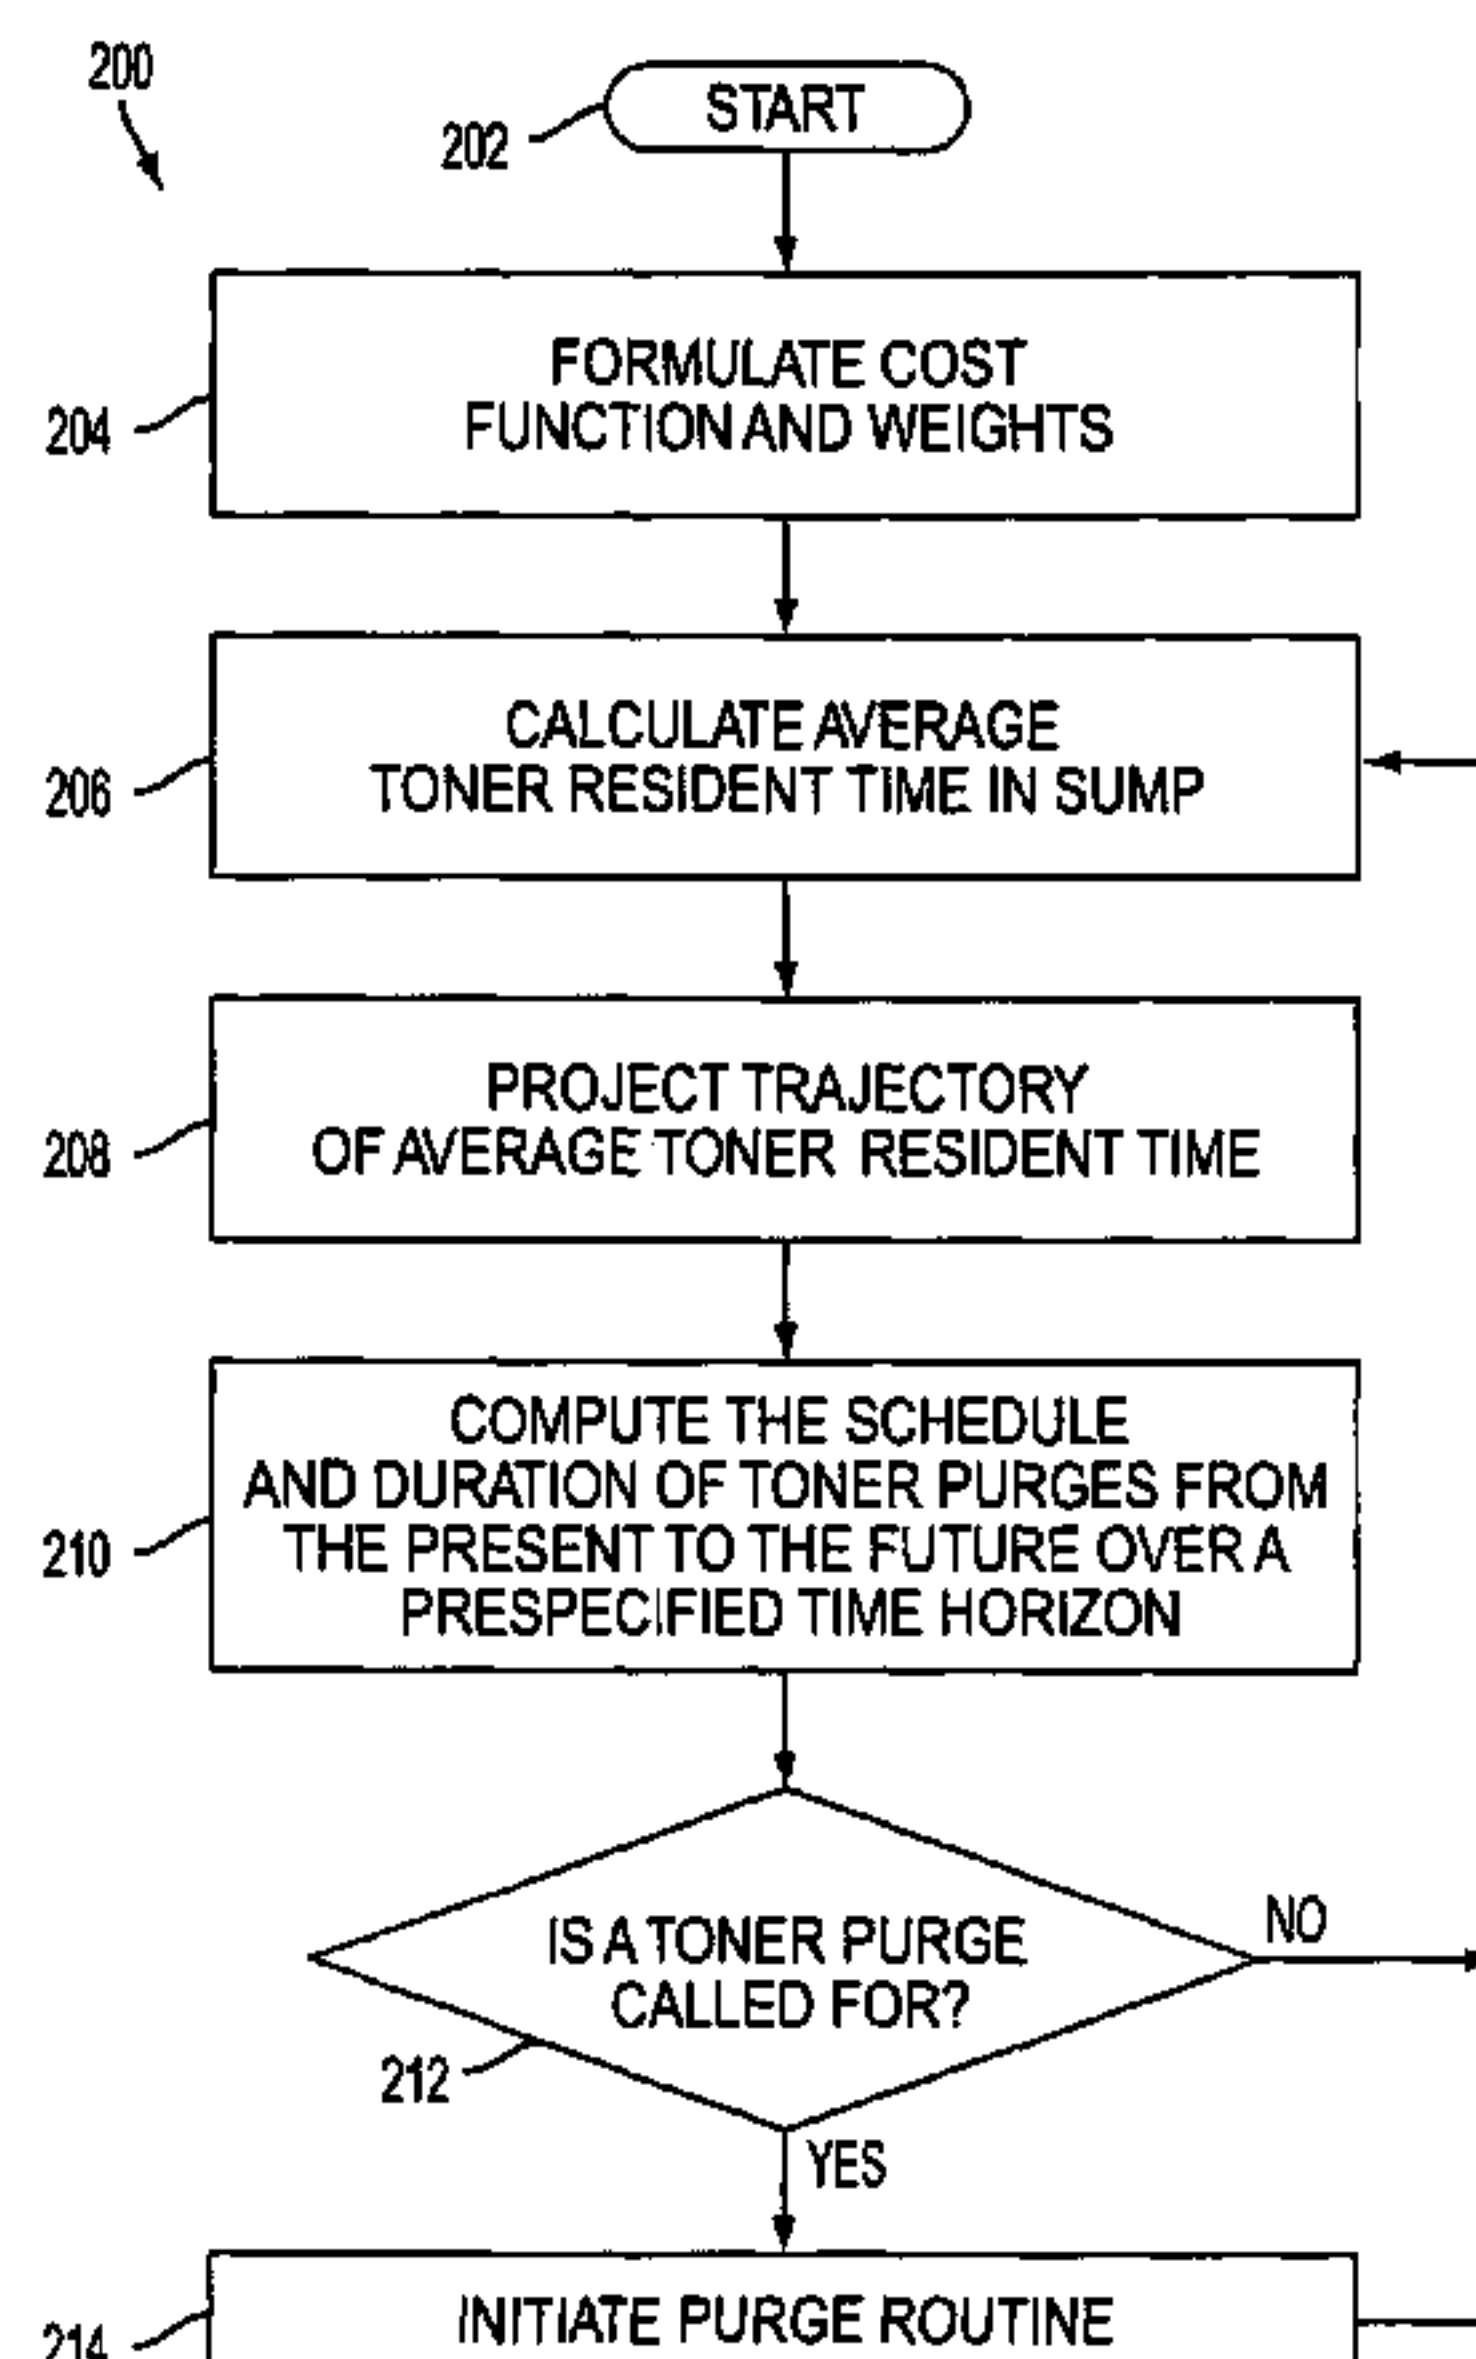 200
START
202
FORMULATE COST
FUNCTION AND WEIGHTS
204
CALCULATE AVERAGE
TONER RESIDENT TIME IN SUMP
206
PROJECT TRAJECTORY
OF AVERAGE TONER RESIDENT TIME
208
COMPUTE THE SCHEDULE
AND DURATION OF TONER PURGES FROM
THE PRESENT TO THE FUTURE OVER A
PRESPECIFIED TIME HORIZON
210
IS A TONER PURGE
CALLED FOR?
NO
212
YES
INITIATE PURGE ROUTINE
214